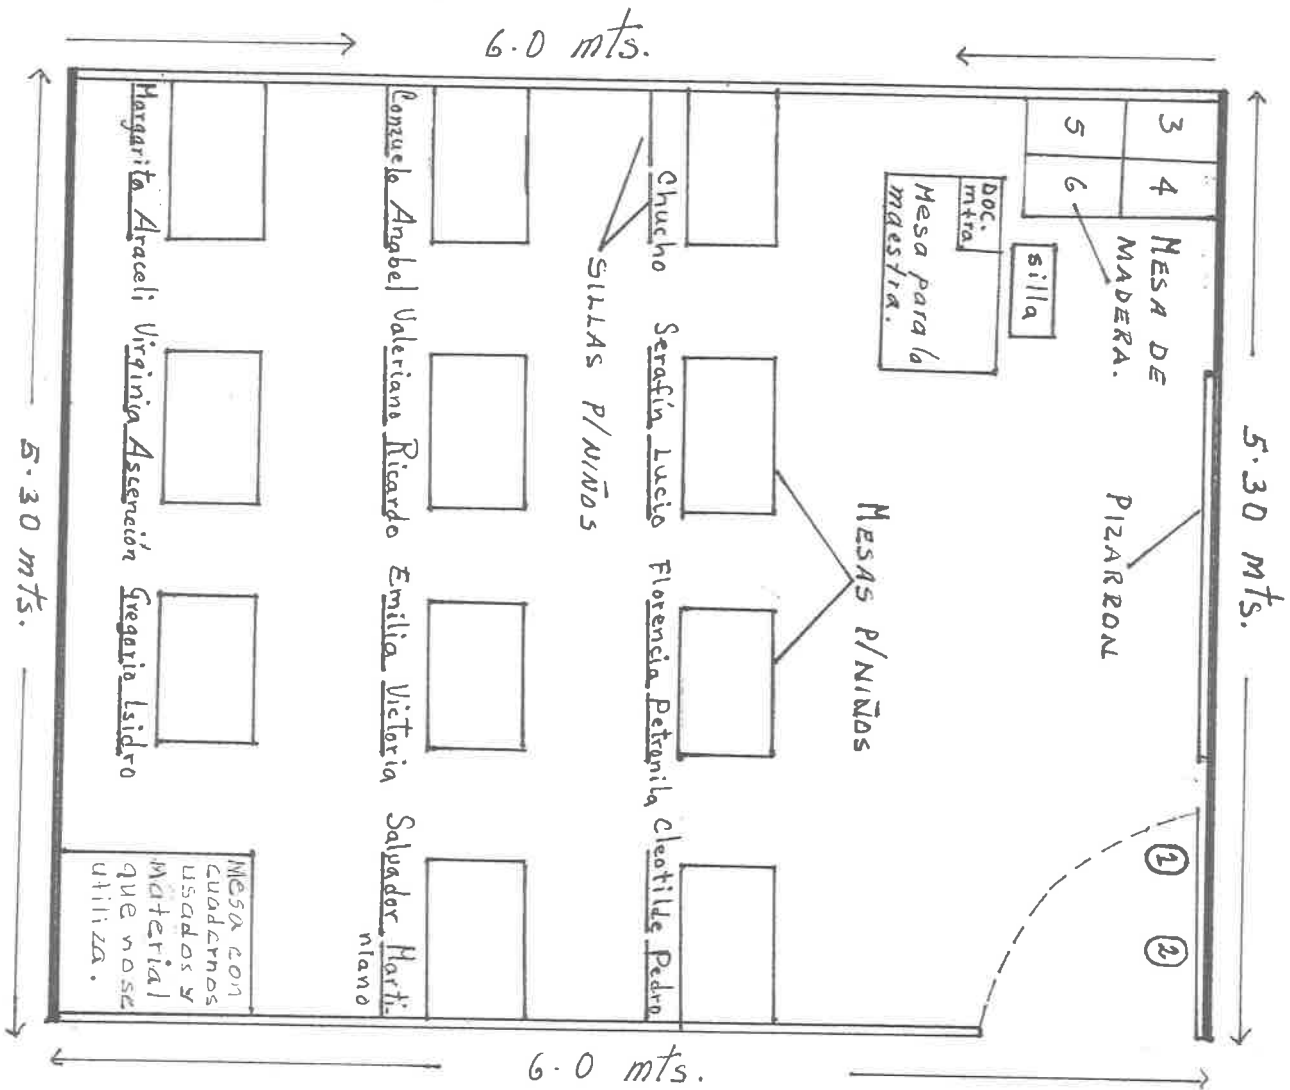 6.0 mts.
5.30 mts.
3
4
5
6
MESA DE
MADERA.
silla
Doc.
mtra
Mesa para la
maestra.
PIZARRON
1
2
MESAS P/NIÑOS
Chucho Serafín Lucio Florencia Petronila Cleotilde Pedro
SILLAS P/NIÑOS
Conzuelo Anabel Valeriano Ricardo Emilia Victoria Salvador Marti-
niano
Margarita Araceli Virginia Ascención Gregorio Isidro
Mesa con
cuadernos
usados y
Material
que no se
utiliza.
5.30 mts.
6.0 mts.